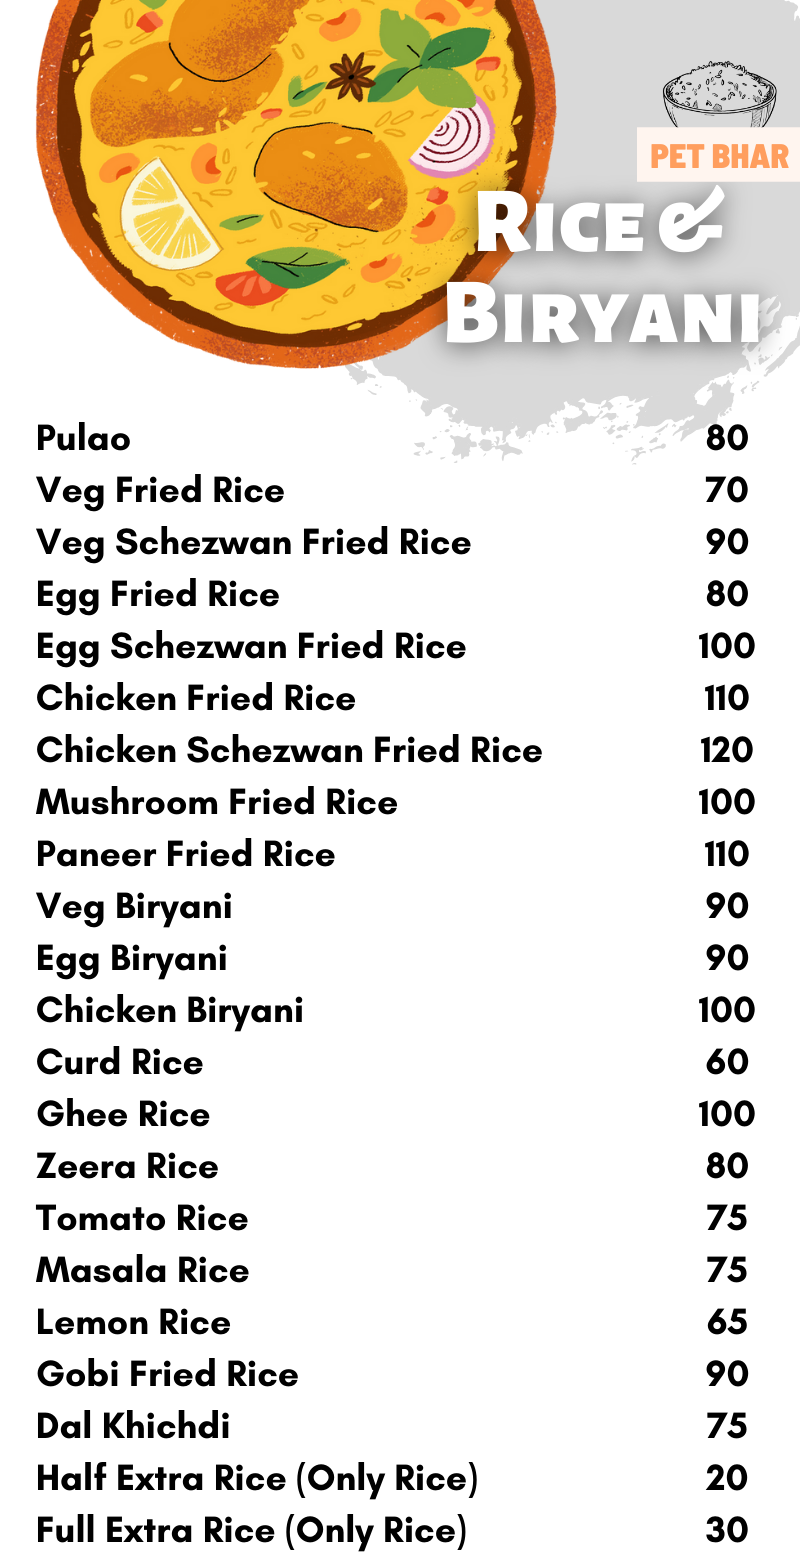 PET BHAR
RICE &
BIRYANI
Pulao 80
Veg Fried Rice 70
Veg Schezwan Fried Rice 90
Egg Fried Rice 80
Egg Schezwan Fried Rice 100
Chicken Fried Rice 110
Chicken Schezwan Fried Rice 120
Mushroom Fried Rice 100
Paneer Fried Rice 110
Veg Biryani 90
Egg Biryani 90
Chicken Biryani 100
Curd Rice 60
Ghee Rice 100
Zeera Rice 80
Tomato Rice 75
Masala Rice 75
Lemon Rice 65
Gobi Fried Rice 90
Dal Khichdi 75
Half Extra Rice (Only Rice) 20
Full Extra Rice (Only Rice) 30